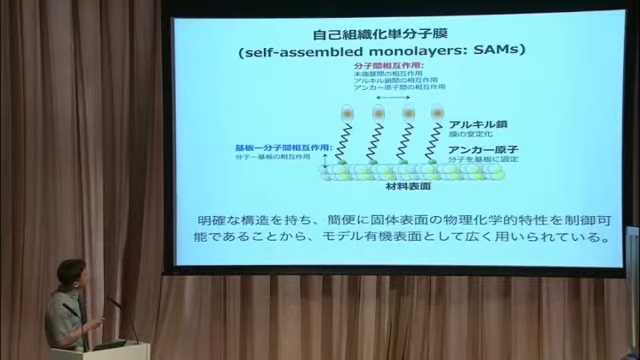 自己組織化単分子膜
(self-assembled monolayers: SAMs)
分子間相互作用:
末端基間の相互作用
アルキル鎖間の相互作用
アンカー原子間の相互作用
アルキル鎖
膜の安定化
基板ー分子間相互作用:
分子ー基板の相互作用
アンカー原子
分子を基板に固定
材料表面
明確な構造を持ち、簡便に固体表面の物理化学的特性を制御可
能であることから、モデル有機表面として広く用いられている。